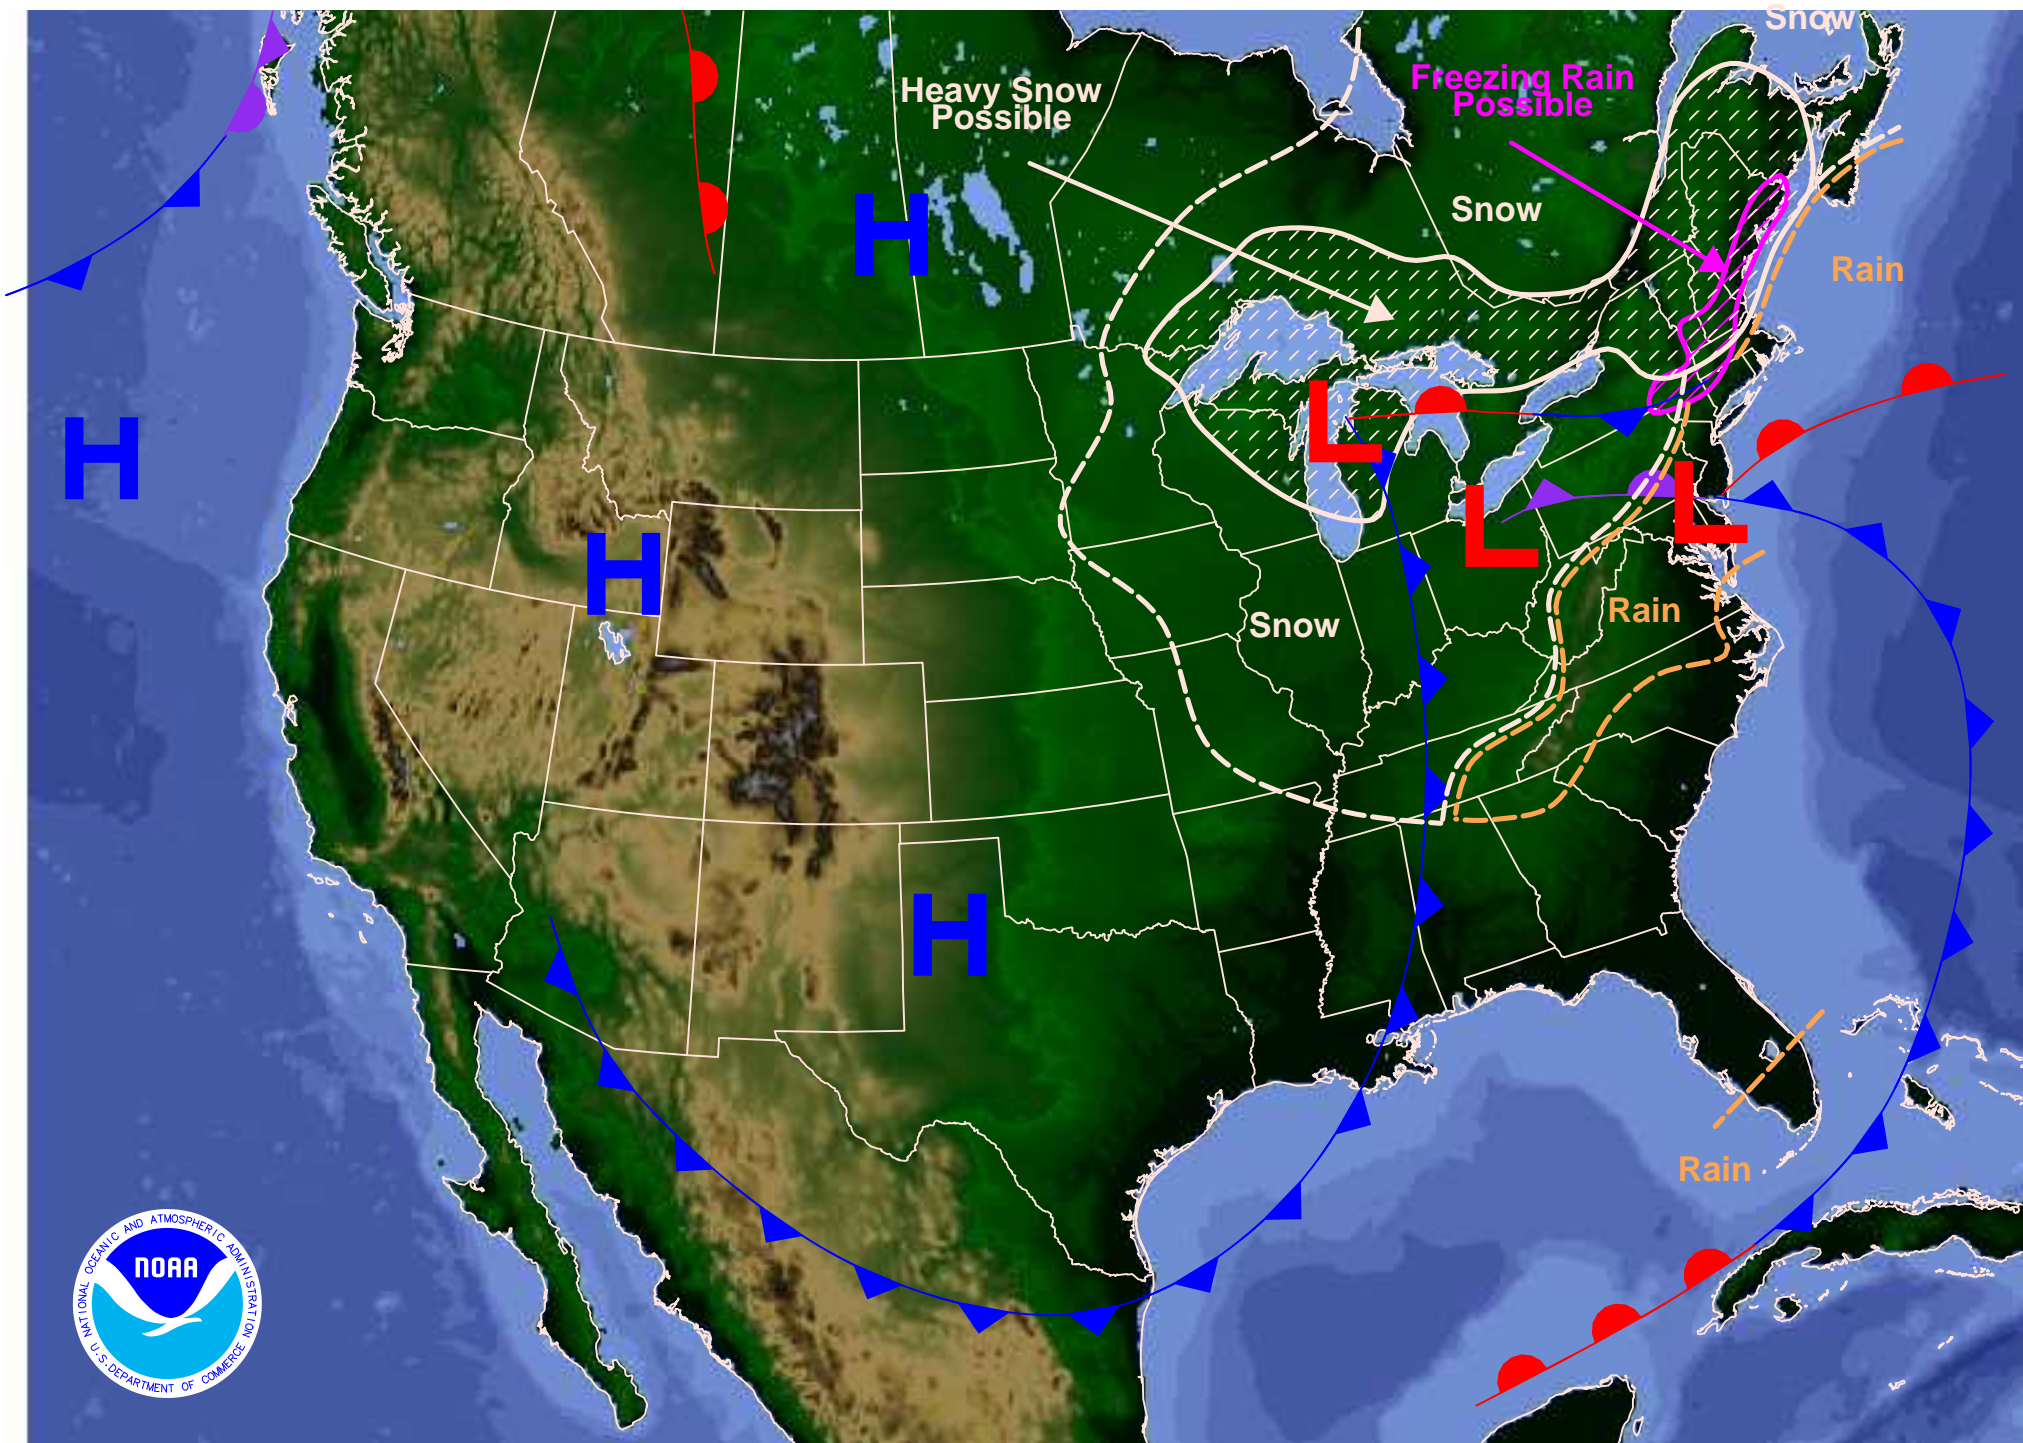 Snow
Heavy Snow
Possible
Freezing Rain
Possible
Snow
H
Rain
H
L
L
L
H
Snow
Rain
H
Rain
NATIONAL OCEANIC AND ATMOSPHERIC ADMINISTRATION
NOAA
U.S. DEPARTMENT OF COMMERCE